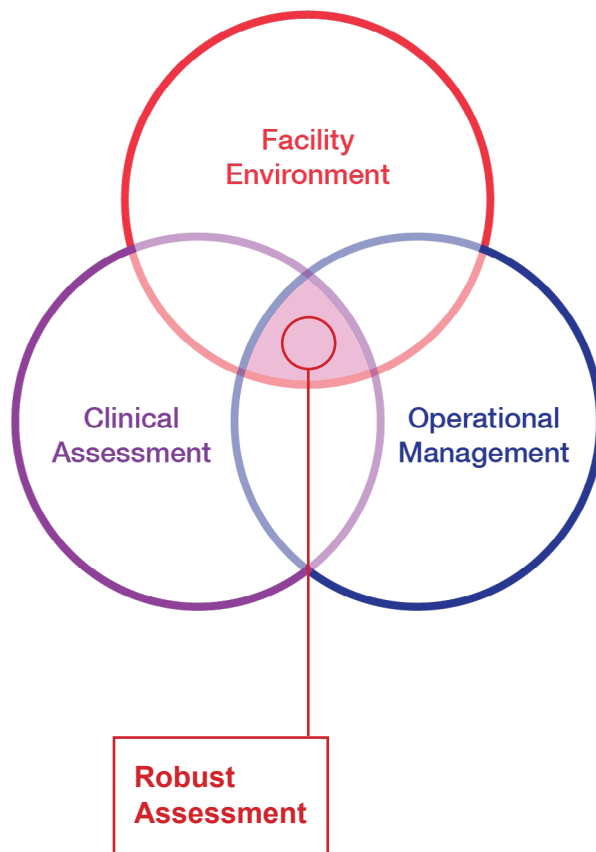 Facility
Environment
Clinical
Assessment
Operational
Management
Robust
Assessment